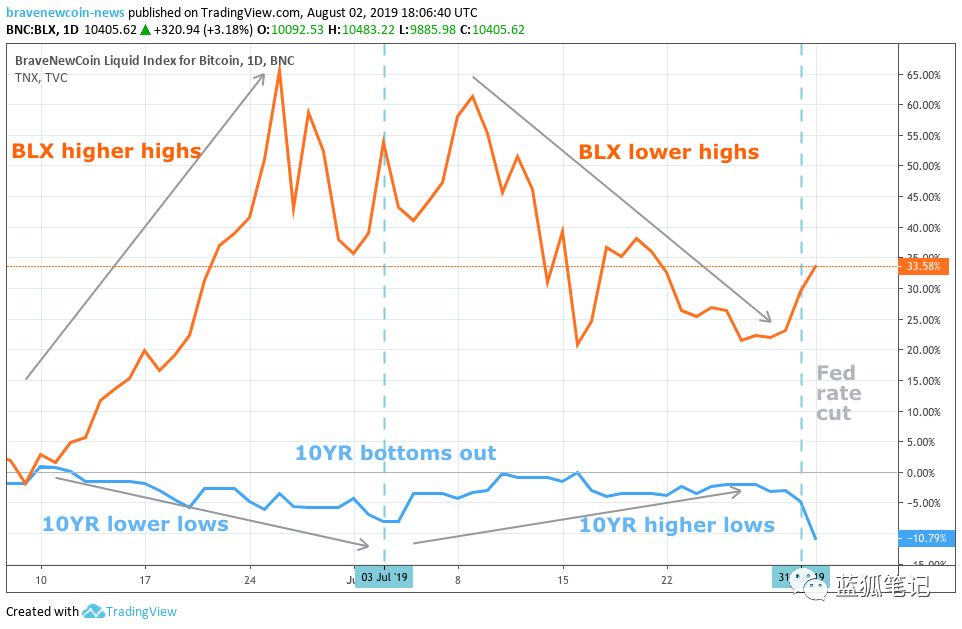 bravenewcoin-news published on TradingView.com, August 02, 2019 18:06:40 UTC
BNC:BLX, 1D 10405.62 ▲ +320.94 (+3.18%) O:10092.53 H:10483.22 L:9885.98 C:10405.62
BraveNewCoin Liquid Index for Bitcoin, 1D, BNC
TNX, TVC
65.00%
60.00%
55.00%
BLX higher highs
BLX lower highs
50.00%
45.00%
40.00%
35.00%
33.58%
30.00%
25.00%
20.00%
Fed
rate
cut
15.00%
10.00%
5.00%
10YR bottoms out
0.00%
-5.00%
10YR lower lows
10YR higher lows
-10.79%
-15.00%
10
17
24
03 Jul '19
8
15
22
蓝狐笔记
Created with TradingView